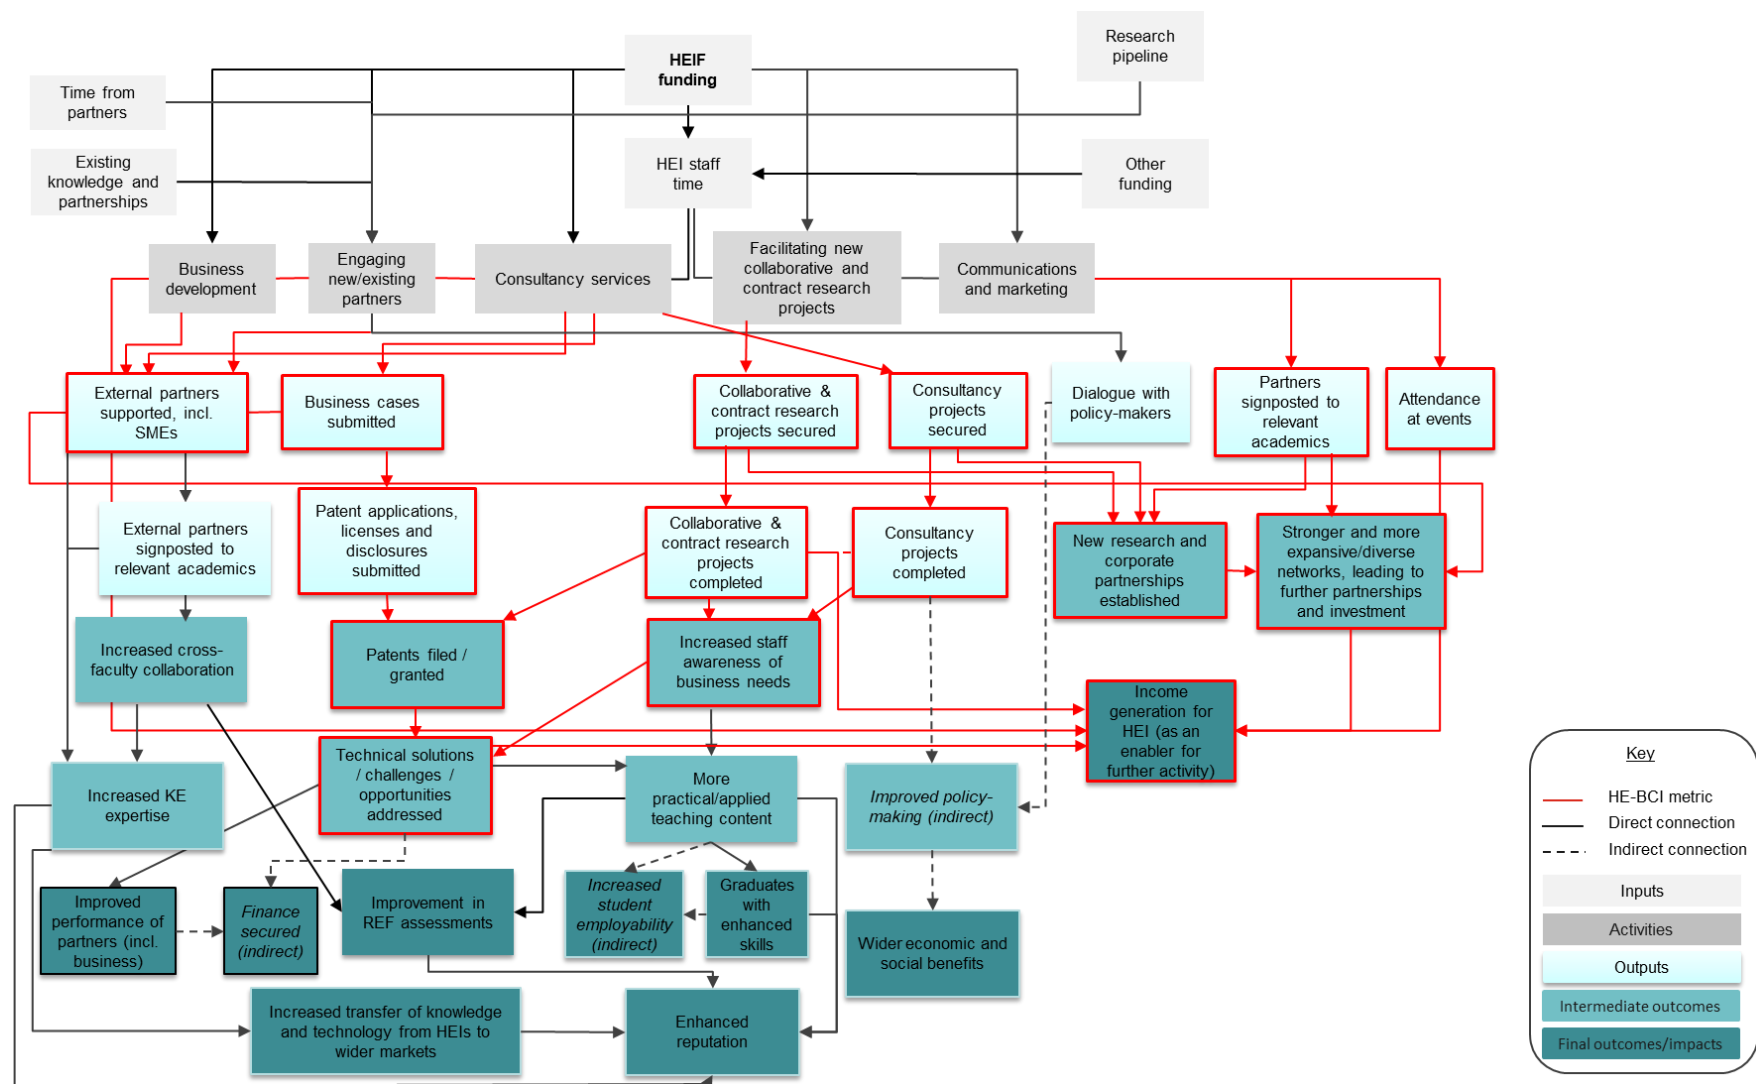 Research
pipeline
HEIF
funding
Time from
partners
HEI staff
time
Other
funding
Existing
knowledge and
partnerships
Business
development
Engaging
new/existing
partners
Consultancy services
Facilitating new
collaborative and
contract research
projects
Communications
and marketing
External partners
supported, incl.
SMEs
Business cases
submitted
Collaborative &
contract research
projects secured
Consultancy
projects
secured
Dialogue with
policy-makers
Partners
signposted to
relevant
academics
Attendance
at events
External partners
signposted to
relevant academics
Patent applications,
licenses and
disclosures
submitted
Collaborative &
contract research
projects
completed
Consultancy
projects
completed
New research and
corporate
partnerships
established
Stronger and more
expansive/diverse
networks, leading to
further partnerships
and investment
Increased cross-
faculty collaboration
Patents filed /
granted
Increased staff
awareness of
business needs
Income
generation for
HEI (as an
enabler for
further activity)
Increased KE
expertise
Technical solutions
/ challenges /
opportunities
addressed
More
practical/applied
teaching content
Improved policy-
making (indirect)
Improved
performance of
partners (incl.
business)
Finance
secured
(indirect)
Improvement in
REF assessments
Increased
student
employability
(indirect)
Graduates
with
enhanced
skills
Wider economic and
social benefits
Increased transfer of knowledge
and technology from HEIs to
wider markets
Enhanced
reputation
Key
HE-BCI metric
Direct connection
Indirect connection
Inputs
Activities
Outputs
Intermediate outcomes
Final outcomes/impacts